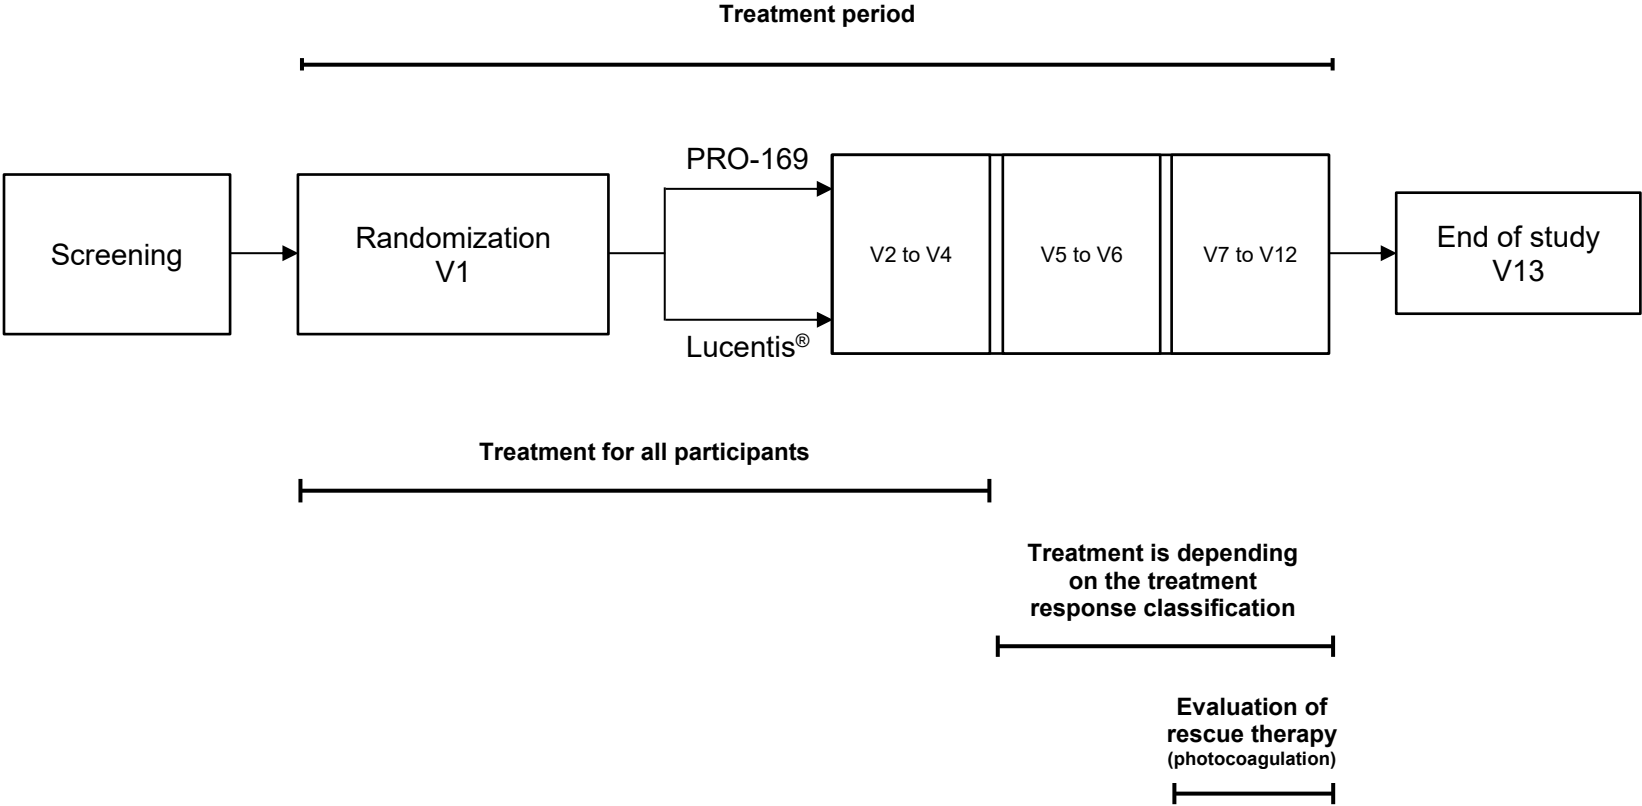 Treatment period
PRO-169
Screening
Randomization
V1
V2 to V4
V5 to V6
V7 to V12
End of study
V13
Lucentis®
Treatment for all participants
Treatment is depending
on the treatment
response classification
Evaluation of
rescue therapy
(photocoagulation)